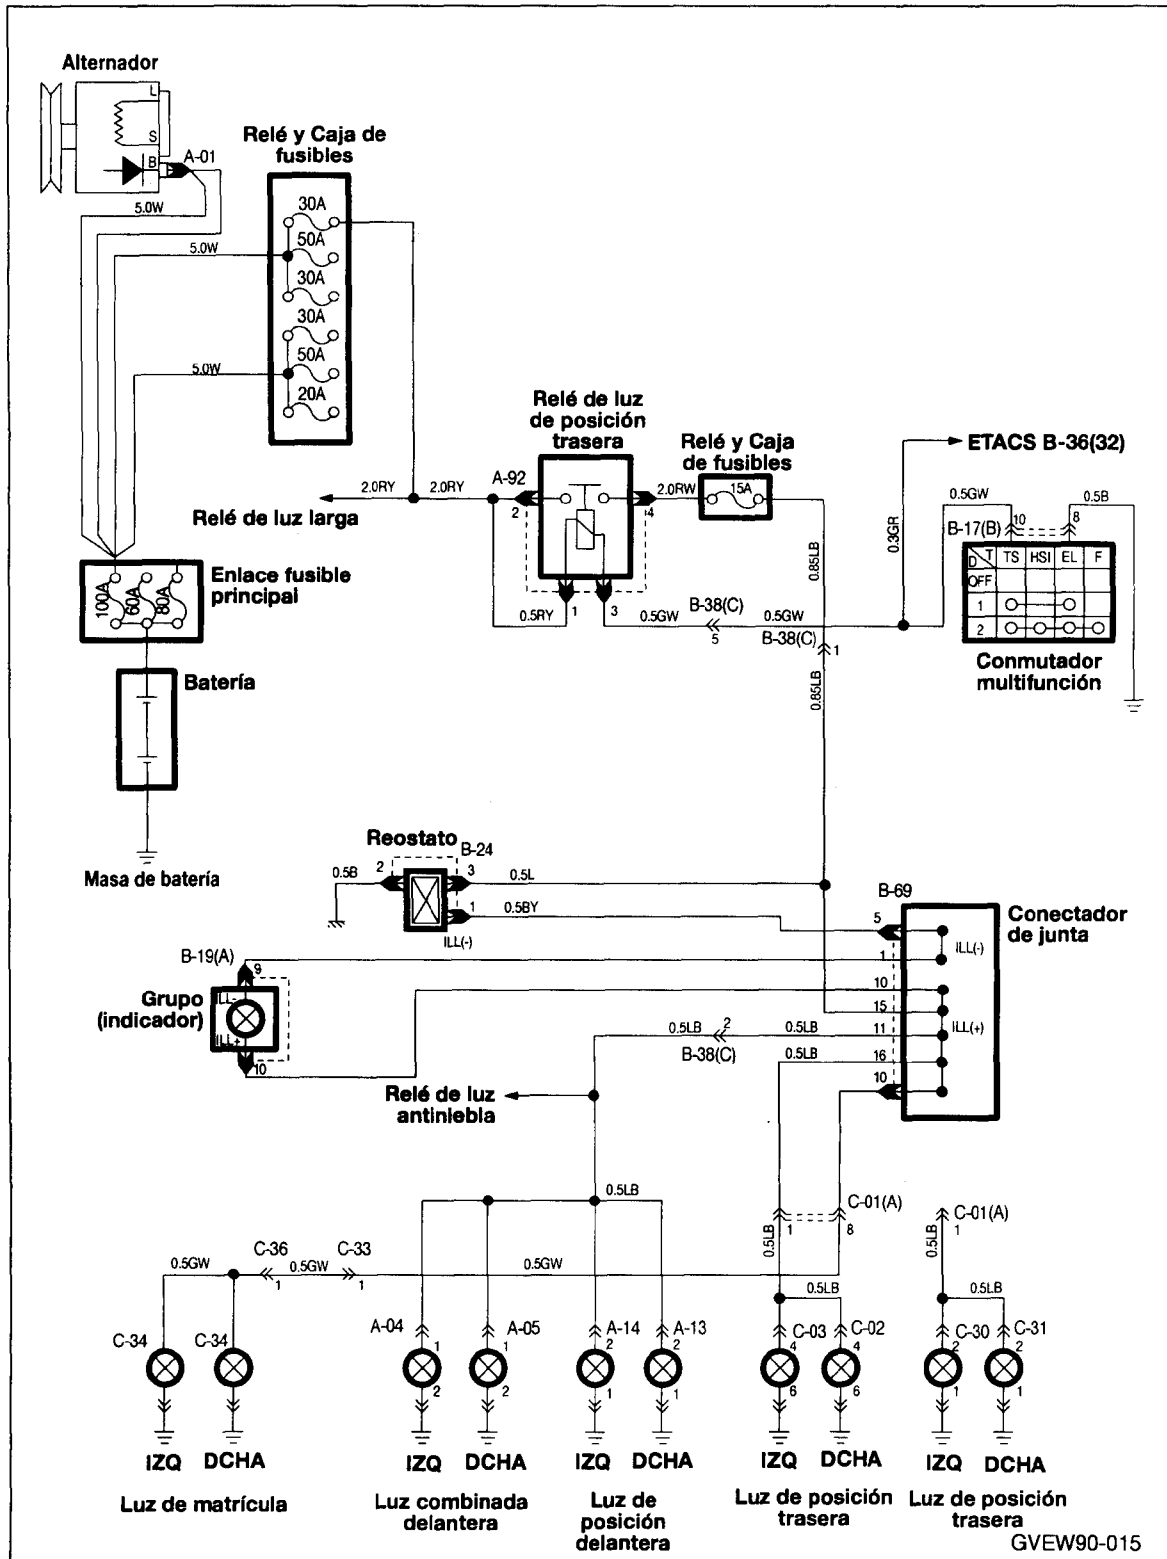 Alternador
L
S
B
A-01
5.0W
Relé y Caja de
fusibles
30A
50A
30A
30A
50A
20A
5.0W
5.0W
Relé de luz
de posición
trasera
Relé y Caja
de fusibles
ETACS B-36(32)
A-92
2.0RY
2.0RY
2
4
2.0RW
15A
0.5GW
0.5B
Relé de luz larga
B-17(B)
10
8
0.3GR
0.85LB
D
T
TS
HSI
EL
F
OFF
1
2
Conmutador
multifunción
1
3
0.5RY
0.5GW
B-38(C)
5
0.5GW
B-38(C)
1
0.85LB
100A
60A
80A
Enlace fusible
principal
Batería
Masa de batería
Reostato
B-24
2
3
0.5B
0.5L
1
0.5BY
ILL(-)
B-69
Conectador
de junta
5
1
ILL(-)
10
15
11
16
10
ILL(+)
B-19(A)
9
Grupo
(indicador)
ILL-
ILL+
10
0.5LB
2
0.5LB
B-38(C)
0.5LB
Relé de luz
antiniebla
0.5LB
C-01(A)
1
8
0.5LB
C-01(A)
1
0.5LB
C-36
C-33
0.5GW
0.5GW
0.5GW
1
1
0.5LB
0.5LB
C-34
C-34
A-04
1
2
A-05
1
2
A-14
2
1
A-13
2
1
C-03
4
6
C-02
4
6
C-30
2
1
C-31
2
1
IZQ DCHA
IZQ DCHA
IZQ DCHA
IZQ DCHA
IZQ DCHA
Luz de matrícula
Luz combinada
delantera
Luz de
posición
delantera
Luz de posición
trasera
Luz de posición
trasera
GVEW90-015